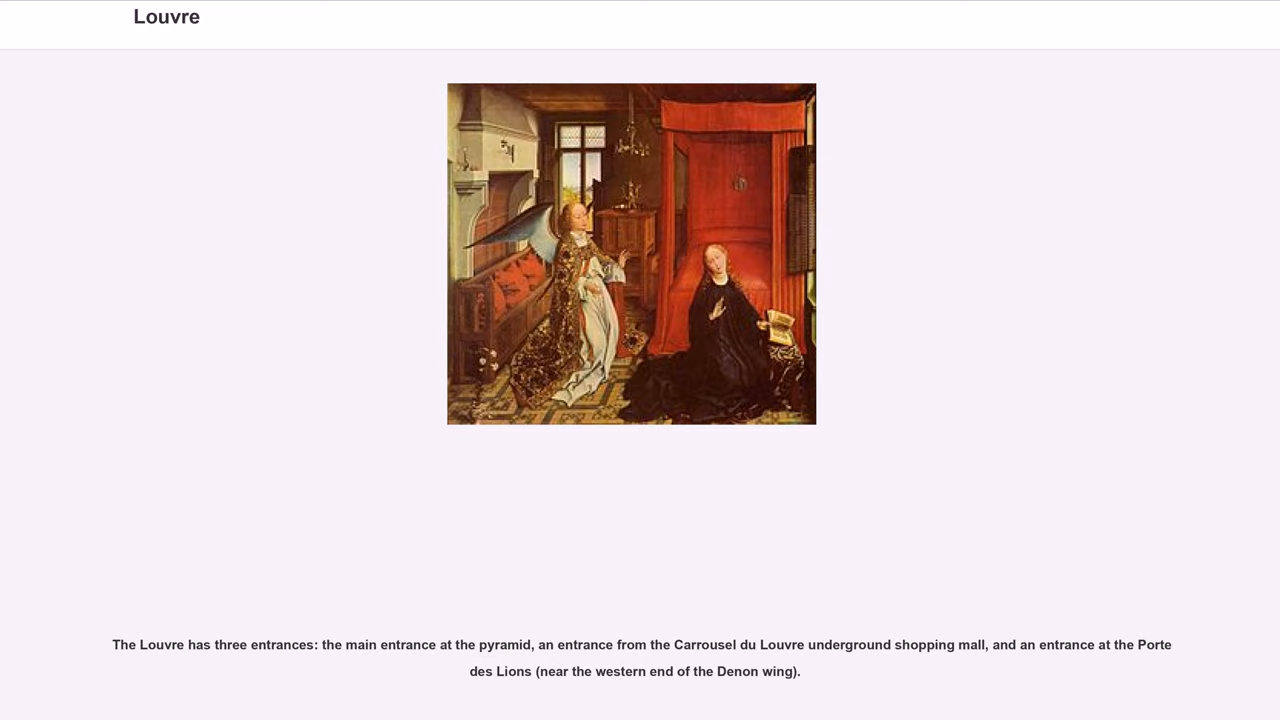 Louvre
The Louvre has three entrances: the main entrance at the pyramid, an entrance from the Carrousel du Louvre underground shopping mall, and an entrance at the Porte
des Lions (near the western end of the Denon wing).